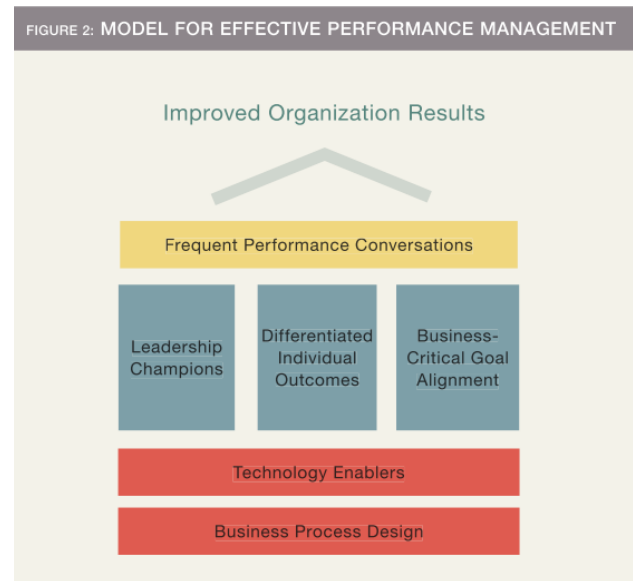 FIGURE 2: MODEL FOR EFFECTIVE PERFORMANCE MANAGEMENT
Improved Organization Results
Frequent Performance Conversations
Leadership
Champions
Differentiated
Individual
Outcomes
Business-
Critical Goal
Alignment
Technology Enablers
Business Process Design